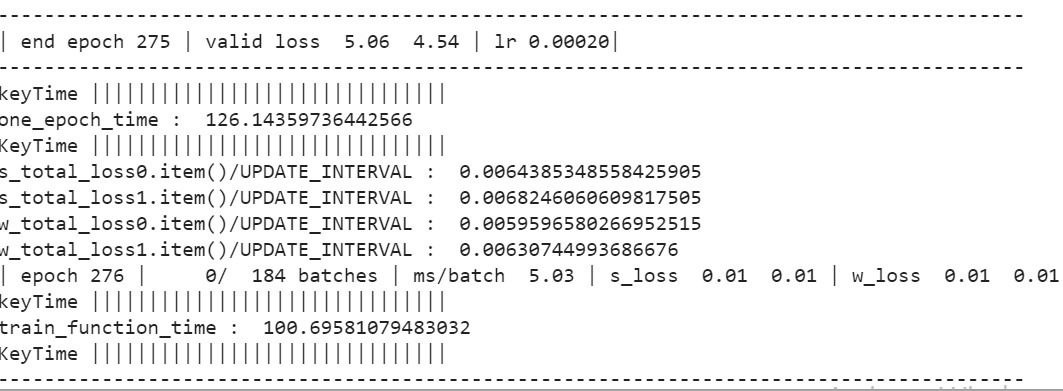 -----------------------------------------------------------------------------------------
| end epoch 275 | valid loss  5.06  4.54 | lr 0.00020|
-----------------------------------------------------------------------------------------
keyTime |||||||||||||||||||||||||||||||
one_epoch_time :  126.14359736442566
KeyTime |||||||||||||||||||||||||||||||
s_total_loss0.item()/UPDATE_INTERVAL :  0.0064385348558425905
s_total_loss1.item()/UPDATE_INTERVAL :  0.0068246060609817505
w_total_loss0.item()/UPDATE_INTERVAL :  0.0059596580266952515
w_total_loss1.item()/UPDATE_INTERVAL :  0.00630744993686676
| epoch 276 |     0/  184 batches | ms/batch  5.03 | s_loss  0.01  0.01 | w_loss  0.01  0.01
keyTime |||||||||||||||||||||||||||||||
train_function_time :  100.69581079483032
KeyTime |||||||||||||||||||||||||||||||
-----------------------------------------------------------------------------------------